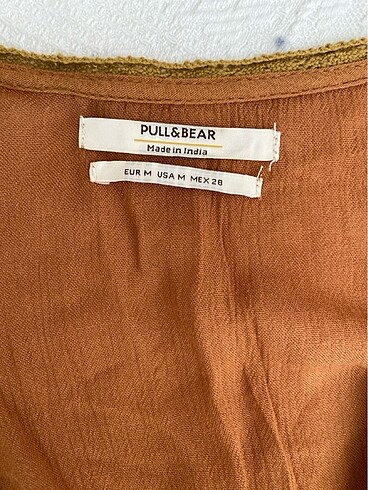 PULL&BEAR
Made in India
EUR M USA M MEX 28